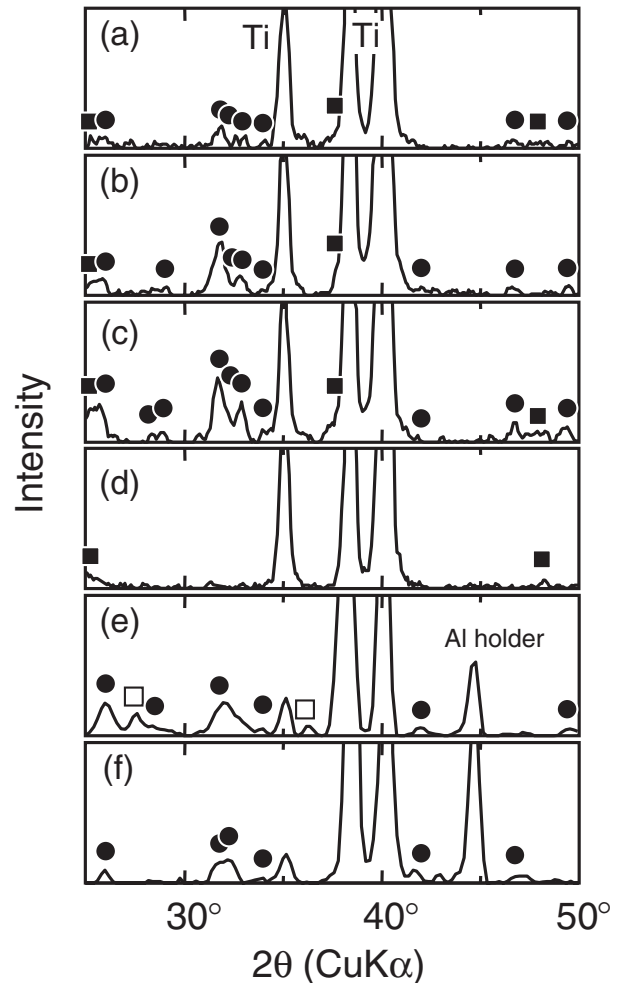 (a)
Ti
Ti
(b)
(c)
(d)
(e)
Al holder
(f)
Intensity
30° 40° 50°
2θ (CuKα)